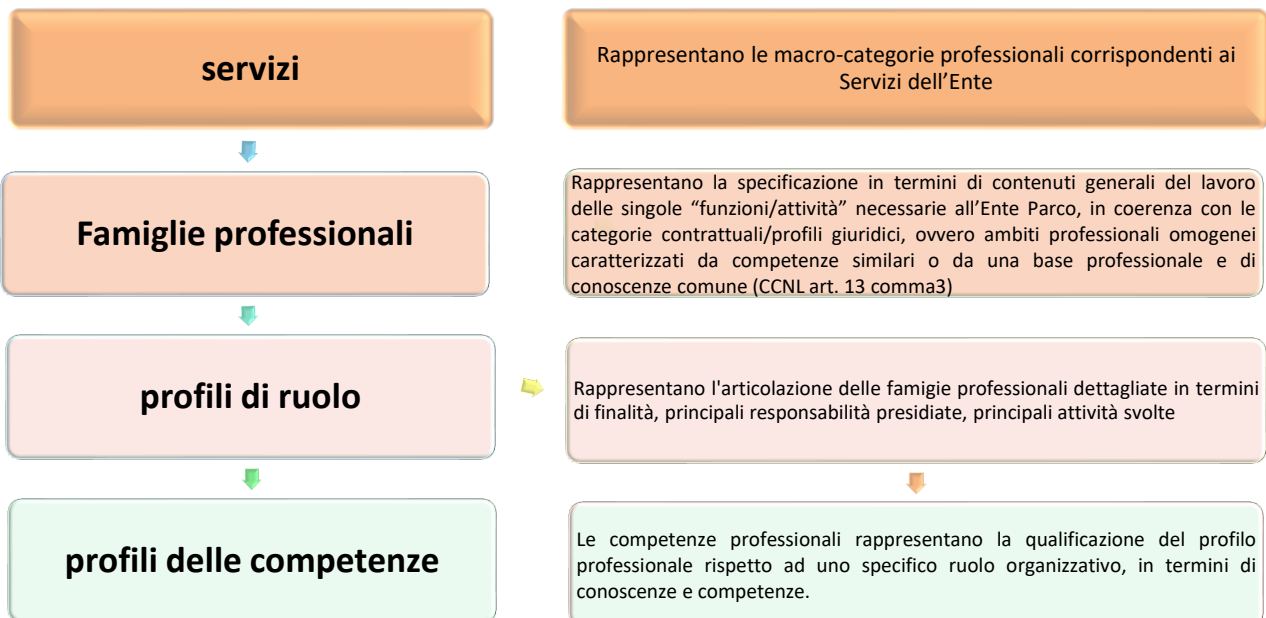 servizi
Rappresentano le macro-categorie professionali corrispondenti ai
Servizi dell’Ente
Famiglie professionali
Rappresentano la specificazione in termini di contenuti generali del lavoro
delle singole “funzioni/attività” necessarie all’Ente Parco, in coerenza con le
categorie contrattuali/profili giuridici, ovvero ambiti professionali omogenei
caratterizzati da competenze similari o da una base professionale e di
conoscenze comune (CCNL art. 13 comma3)
profili di ruolo
Rappresentano l'articolazione delle famigie professionali dettagliate in termini
di finalità, principali responsabilità presidiate, principali attività svolte
profili delle competenze
Le competenze professionali rappresentano la qualificazione del profilo
professionale rispetto ad uno specifico ruolo organizzativo, in termini di
conoscenze e competenze.